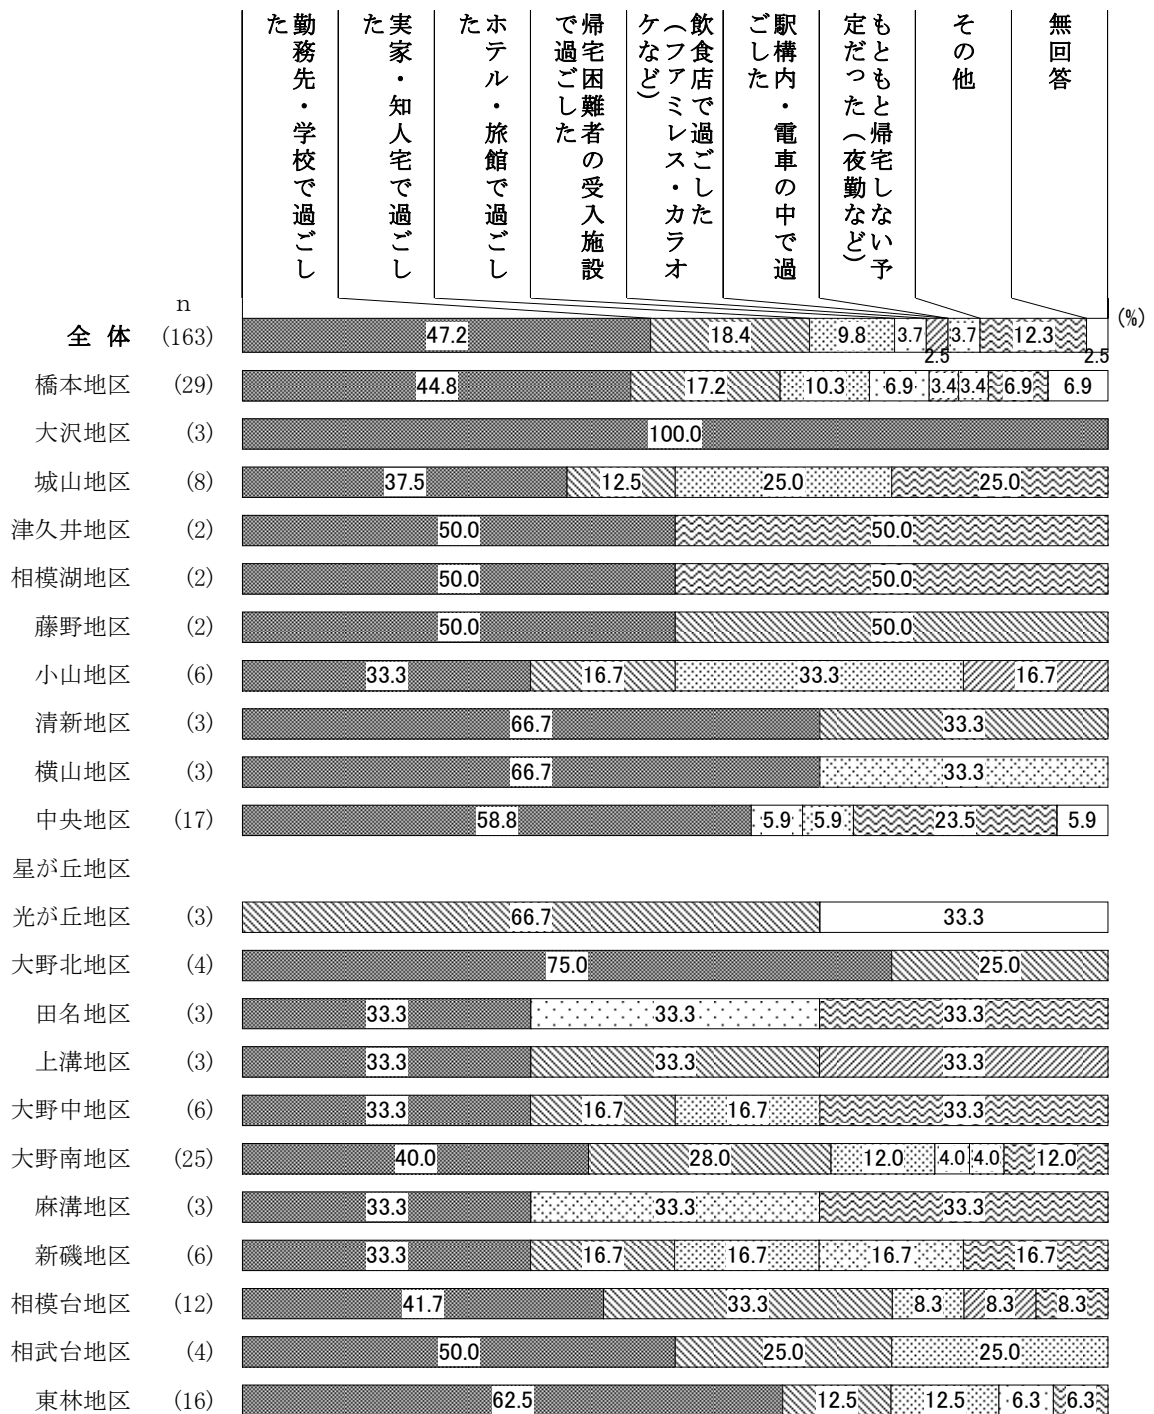 勤務先・学校で過ごし
た
実家・知人宅で過ごし
た
ホテル・旅館で過ごし
た
帰宅困難者の受入施設
で過ごした
飲食店で過ごした
（ファミレス・カラオ
ケなど）
駅構内・電車の中で過
ごした
もともと帰宅しない予
定だった（夜勤など）
その他
無回答
n
(%)
全 体 (163) 47.2 18.4 9.8 3.7 2.5 3.7 12.3 2.5
橋本地区 (29) 44.8 17.2 10.3 6.9 3.4 3.4 6.9 6.9
大沢地区 (3) 100.0
城山地区 (8) 37.5 12.5 25.0 25.0
津久井地区 (2) 50.0 50.0
相模湖地区 (2) 50.0 50.0
藤野地区 (2) 50.0 50.0
小山地区 (6) 33.3 16.7 33.3 16.7
清新地区 (3) 66.7 33.3
横山地区 (3) 66.7 33.3
中央地区 (17) 58.8 5.9 5.9 23.5 5.9
星が丘地区
光が丘地区 (3) 66.7 33.3
大野北地区 (4) 75.0 25.0
田名地区 (3) 33.3 33.3 33.3
上溝地区 (3) 33.3 33.3 33.3
大野中地区 (6) 33.3 16.7 16.7 33.3
大野南地区 (25) 40.0 28.0 12.0 4.0 4.0 12.0
麻溝地区 (3) 33.3 33.3 33.3
新磯地区 (6) 33.3 16.7 16.7 16.7 16.7
相模台地区 (12) 41.7 33.3 8.3 8.3 8.3
相武台地区 (4) 50.0 25.0 25.0
東林地区 (16) 62.5 12.5 12.5 6.3 6.3